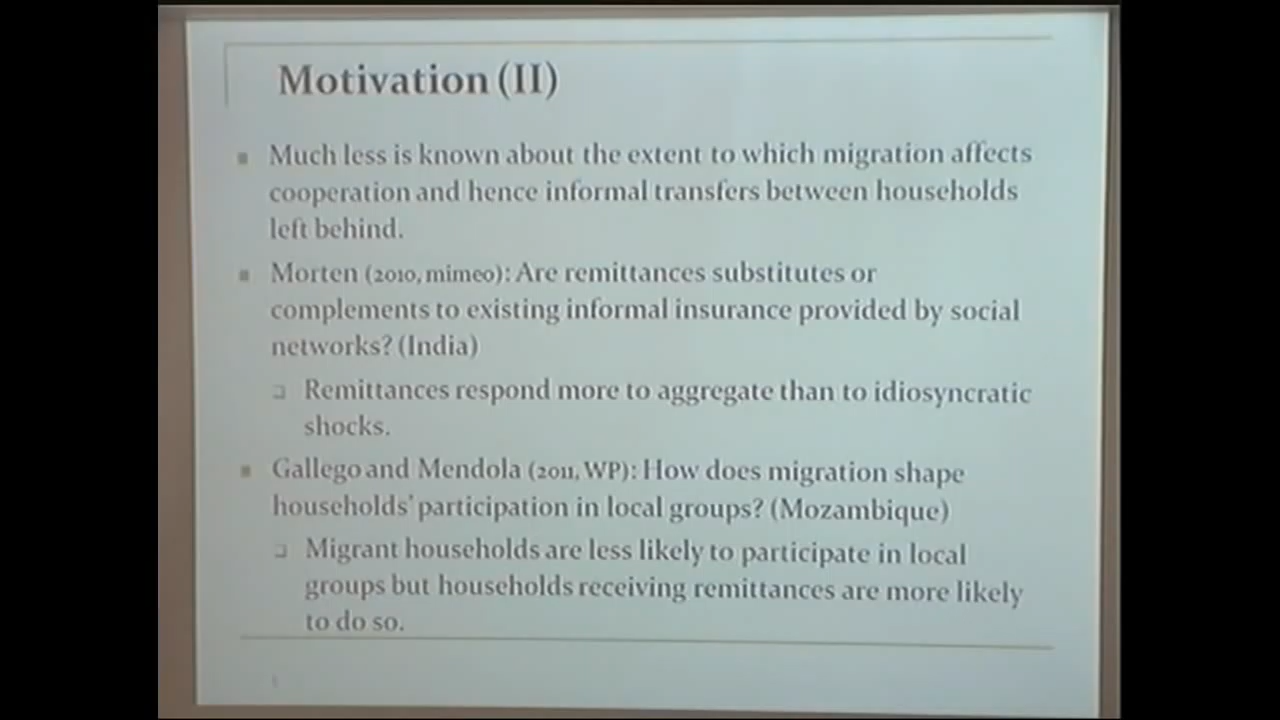 Motivation (II)
Much less is known about the extent to which migration affects
cooperation and hence informal transfers between households
left behind.
Morten (2010, mimeo): Are remittances substitutes or
complements to existing informal insurance provided by social
networks? (India)
Remittances respond more to aggregate than to idiosyncratic
shocks.
Gallego and Mendola (2011, WP): How does migration shape
households' participation in local groups? (Mozambique)
Migrant households are less likely to participate in local
groups but households receiving remittances are more likely
to do so.